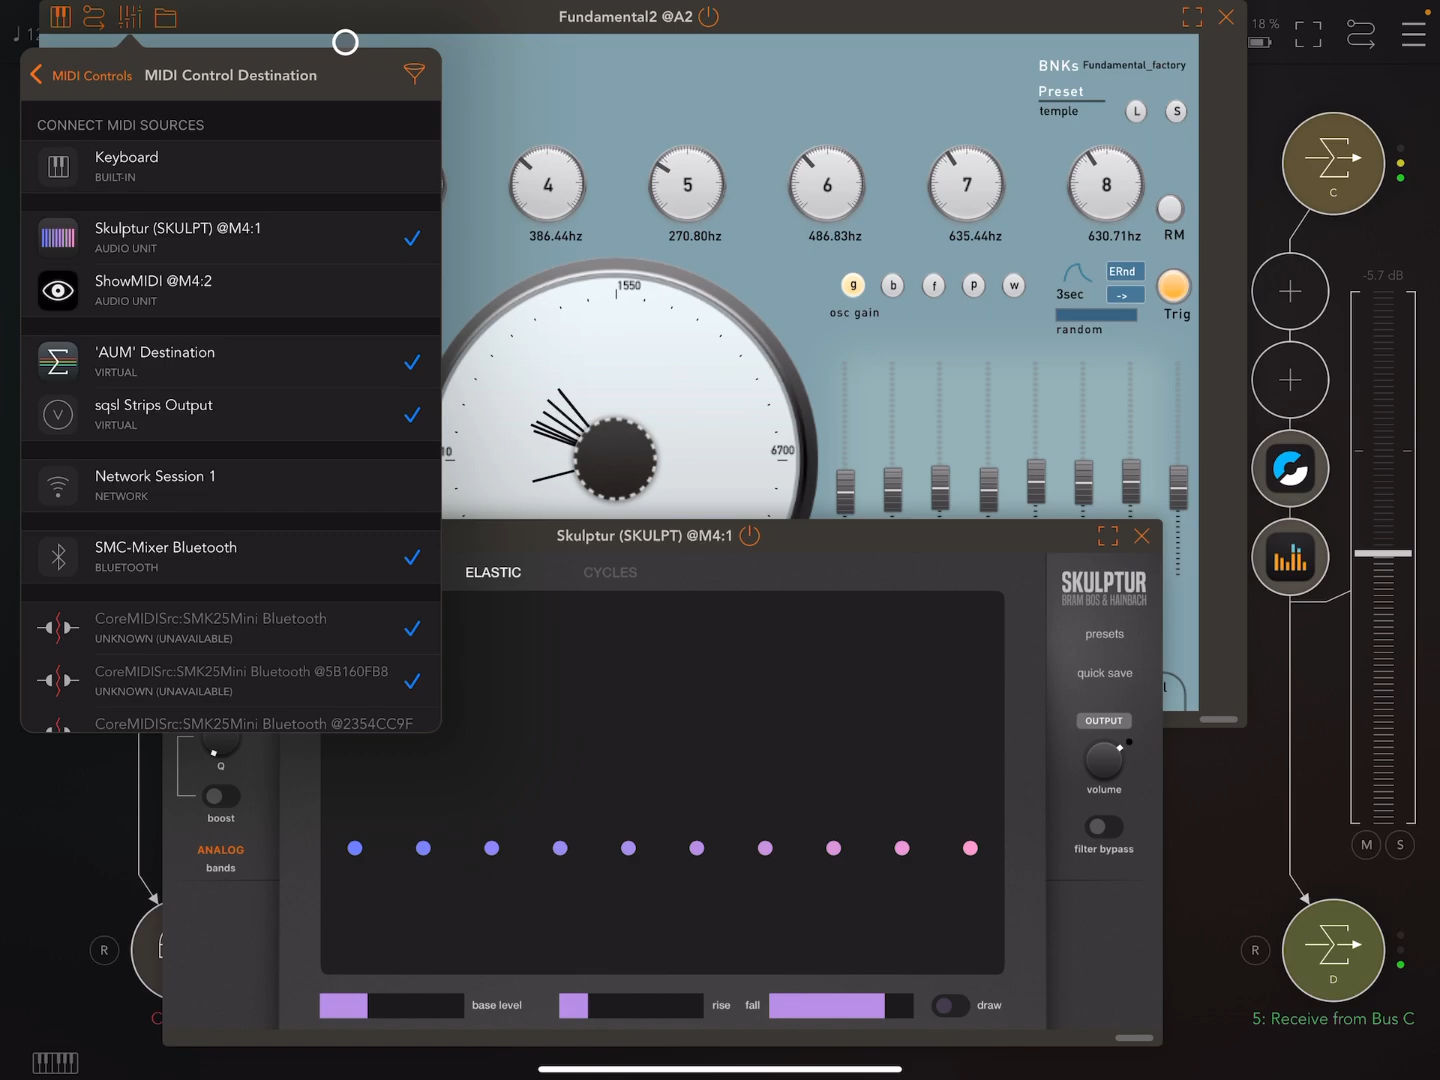 Fundamental2 @A2
18 %
12
MIDI Controls
MIDI Control Destination
CONNECT MIDI SOURCES
Keyboard
BUILT-IN
Skulptur (SKULPT) @M4:1
AUDIO UNIT
ShowMIDI @M4:2
AUDIO UNIT
'AUM' Destination
VIRTUAL
V
sqsl Strips Output
VIRTUAL
Network Session 1
NETWORK
SMC-Mixer Bluetooth
BLUETOOTH
CoreMIDISrc:SMK25Mini Bluetooth
UNKNOWN (UNAVAILABLE)
CoreMIDISrc:SMK25Mini Bluetooth @5B160FB8
UNKNOWN (UNAVAILABLE)
CoreMIDISrc:SMK25Mini Bluetooth @2354CC9F
BNKs Fundamental_factory
Preset
temple
L
S
4
5
6
7
8
386.44hz
270.80hz
486.83hz
635.44hz
630.71hz
RM
g
b
f
p
w
osc gain
3sec
ERnd
->
random
Trig
1550
10
6700
Skulptur (SKULPT) @M4:1
ELASTIC
CYCLES
SKULPTUR
BRAM BOS & HAINBACH
presets
quick save
OUTPUT
volume
filter bypass
Q
boost
ANALOG
bands
base level
rise
fall
draw
C
-5.7 dB
M
S
R
R
D
5: Receive from Bus C